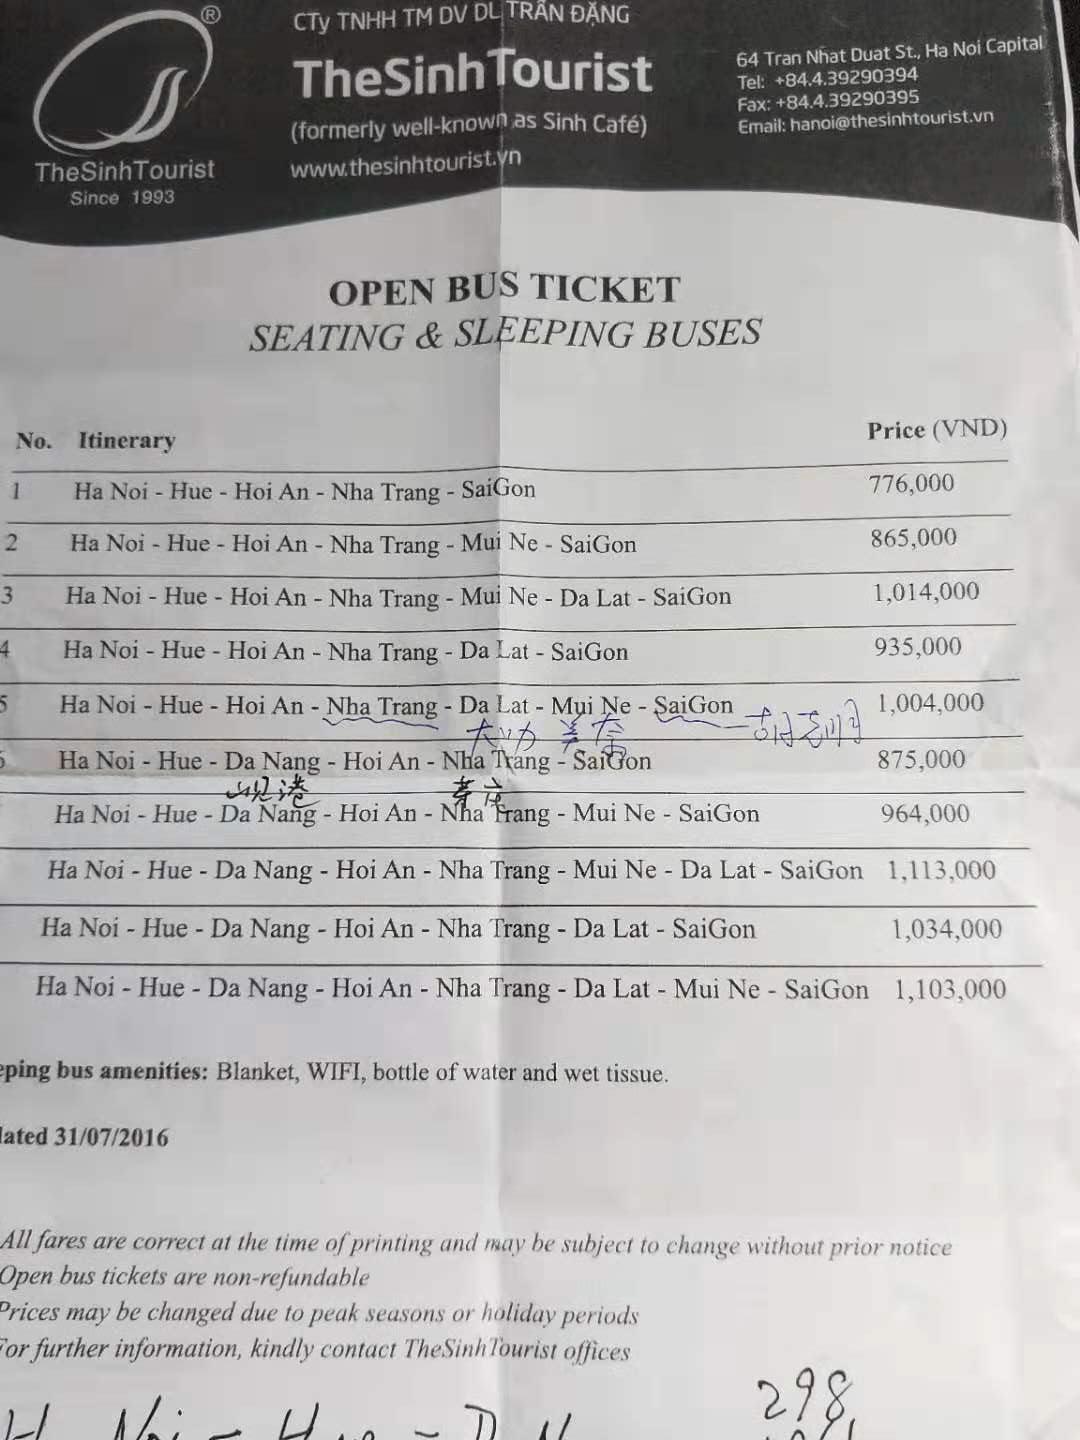 ®
CTy TNHH TM DV DL TRẦN ĐẶNG
TheSinhTourist
(formerly well-known as Sinh Café)
www.thesinhtourist.vn
64 Tran Nhat Duat St., Ha Noi Capital
Tel: +84.4.39290394
Fax: +84.4.39290395
Email: hanoi@thesinhtourist.vn
TheSinhTourist
Since 1993
OPEN BUS TICKET
SEATING & SLEEPING BUSES
No. Itinerary Price (VND)
1 Ha Noi - Hue - Hoi An - Nha Trang - SaiGon 776,000
2 Ha Noi - Hue - Hoi An - Nha Trang - Mui Ne - SaiGon 865,000
3 Ha Noi - Hue - Hoi An - Nha Trang - Mui Ne - Da Lat - SaiGon 1,014,000
4 Ha Noi - Hue - Hoi An - Nha Trang - Da Lat - SaiGon 935,000
5 Ha Noi - Hue - Hoi An - Nha Trang - Da Lat - Mui Ne - SaiGon 1,004,000
大叻 美奈 胡志明
Ha Noi - Hue - Da Nang - Hoi An - Nha Trang - SaiGon 875,000
岘港 芽庄
Ha Noi - Hue - Da Nang - Hoi An - Nha Trang - Mui Ne - SaiGon 964,000
Ha Noi - Hue - Da Nang - Hoi An - Nha Trang - Mui Ne - Da Lat - SaiGon 1,113,000
Ha Noi - Hue - Da Nang - Hoi An - Nha Trang - Da Lat - SaiGon 1,034,000
Ha Noi - Hue - Da Nang - Hoi An - Nha Trang - Da Lat - Mui Ne - SaiGon 1,103,000
eping bus amenities: Blanket, WIFI, bottle of water and wet tissue.
dated 31/07/2016
All fares are correct at the time of printing and may be subject to change without prior notice
Open bus tickets are non-refundable
Prices may be changed due to peak seasons or holiday periods
For further information, kindly contact TheSinhTourist offices
298,
H Noi - Hue - D N